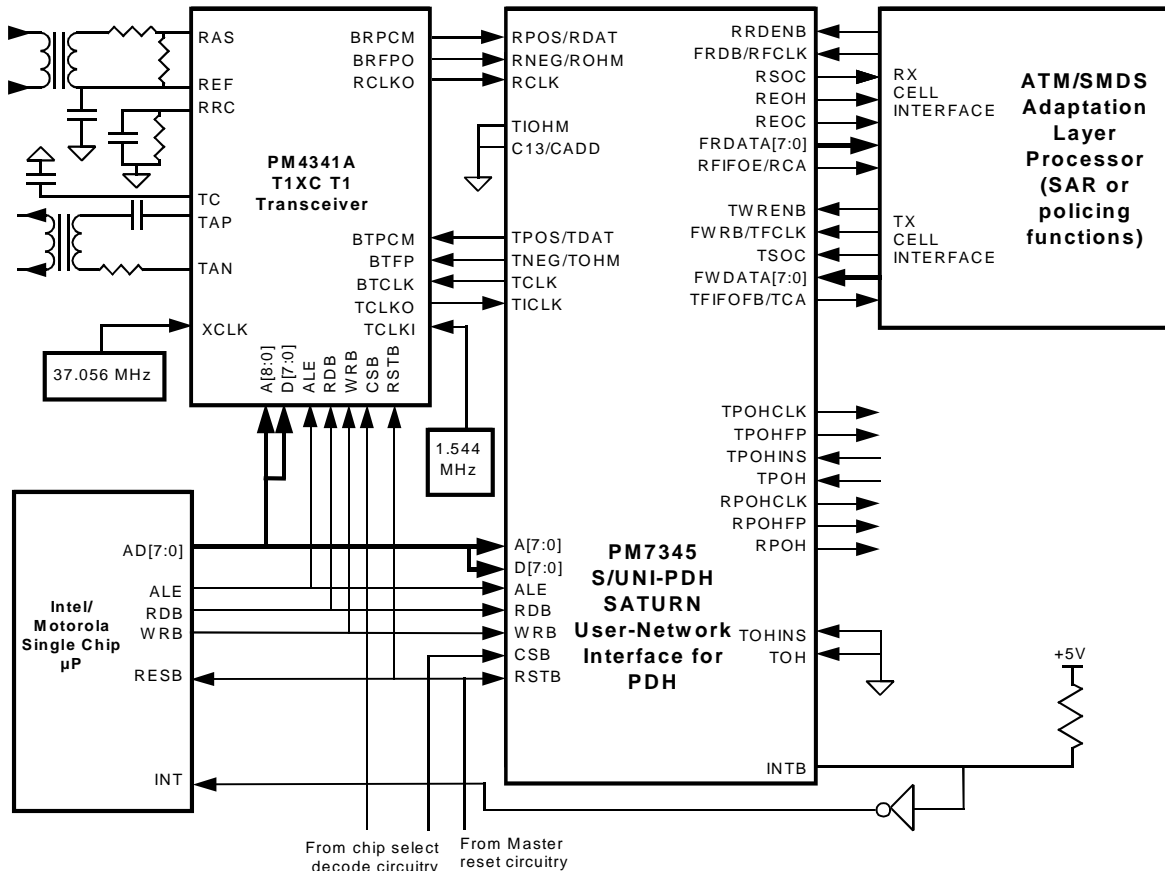 RAS
REF
RRC
TC
TAP
TAN
XCLK
37.056 MHz
BRPCM
BRFPO
RCLKO
PM4341A
T1XC T1
Transceiver
BTPCM
BTFP
BTCLK
TCLKO
TCLKI
A[8:0]
D[7:0]
ALE
RDB
WRB
CSB
RSTB
1.544
MHz
RPOS/RDAT
RNEG/ROHM
RCLK
TIOHM
C13/CADD
TPOS/TDAT
TNEG/TOHM
TCLK
TICLK
A[7:0]
D[7:0]
ALE
RDB
WRB
CSB
RSTB
PM7345
S/UNI-PDH
SATURN
User-Network
Interface for
PDH
RRDENB
FRDB/RFCLK
RSOC
REOH
REOC
FRDATA[7:0]
RFIFOE/RCA
TWRENB
FWRB/TFCLK
TSOC
FWDATA[7:0]
TFIFOFB/TCA
TPOHCLK
TPOHFP
TPOHINS
TPOH
RPOHCLK
RPOHFP
RPOH
TOHINS
TOH
INTB
RX
CELL
INTERFACE
TX
CELL
INTERFACE
ATM/SMDS
Adaptation
Layer
Processor
(SAR or
policing
functions)
+5V
Intel/
Motorola
Single Chip
µP
AD[7:0]
ALE
RDB
WRB
RESB
INT
From chip select
decode circuitry
From Master
reset circuitry